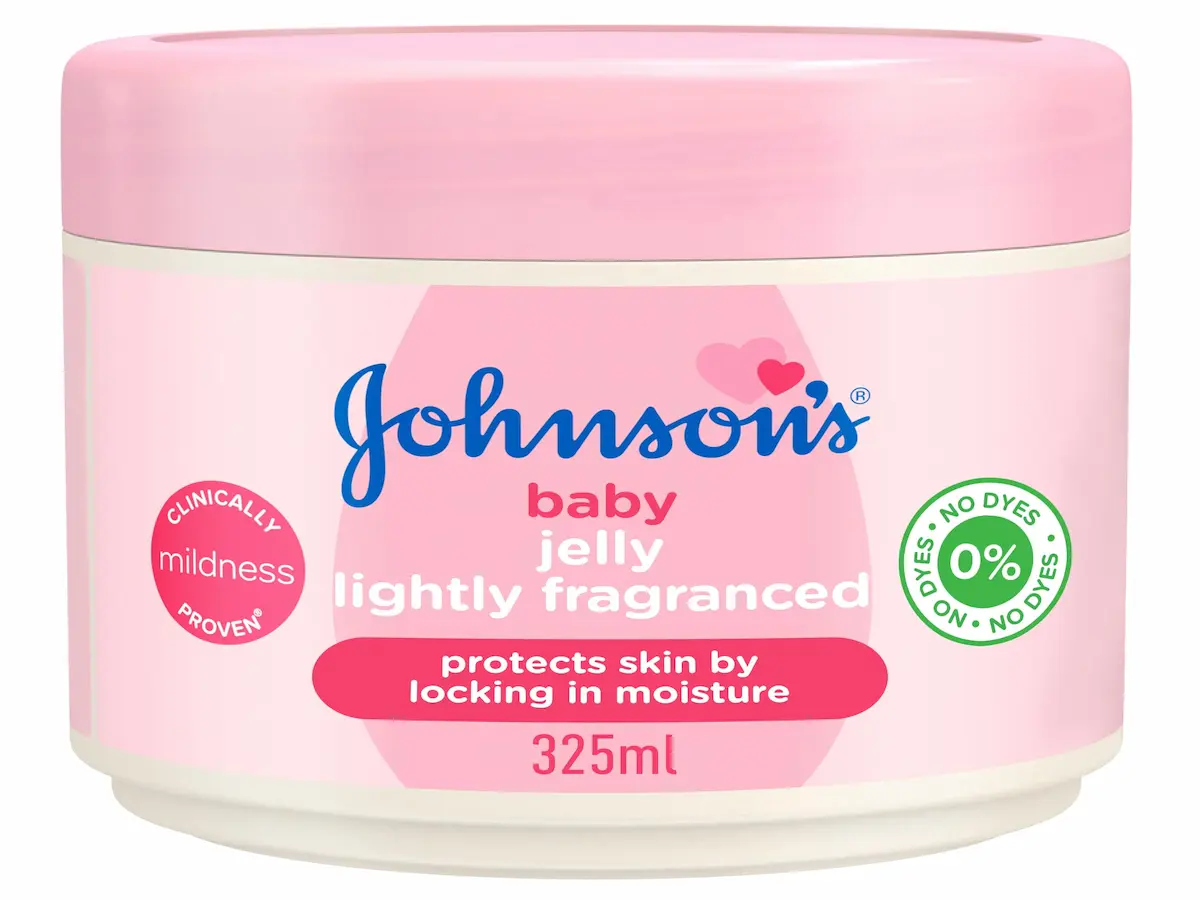 Johnson's®
baby
jelly
lightly fragranced
CLINICALLY
mildness
PROVEN®
NO DYES • NO DYES • NO DYES •
0%
protects skin by
locking in moisture
325ml